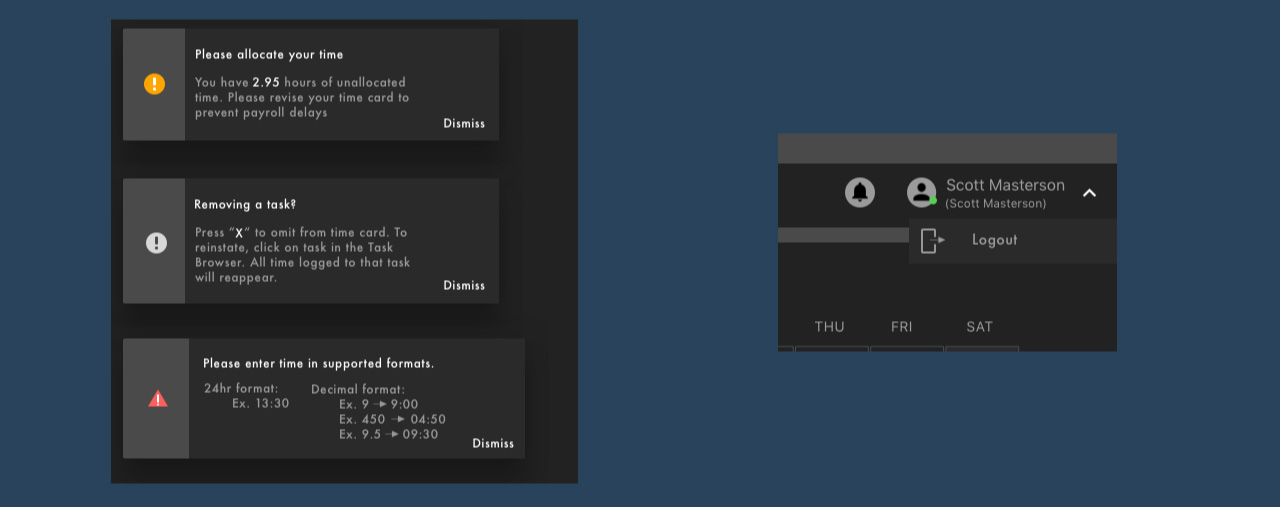 Please allocate your time
You have 2.95 hours of unallocated
time. Please revise your time card to
prevent payroll delays
Dismiss
Removing a task?
Press “X” to omit from time card. To
reinstate, click on task in the Task
Browser. All time logged to that task
will reappear.
Dismiss
Please enter time in supported formats.
24hr format:
Ex. 13:30
Decimal format:
Ex. 9 → 9:00
Ex. 450 → 04:50
Ex. 9.5 → 09:30
Dismiss
Scott Masterson
(Scott Masterson)
Logout
THU FRI SAT